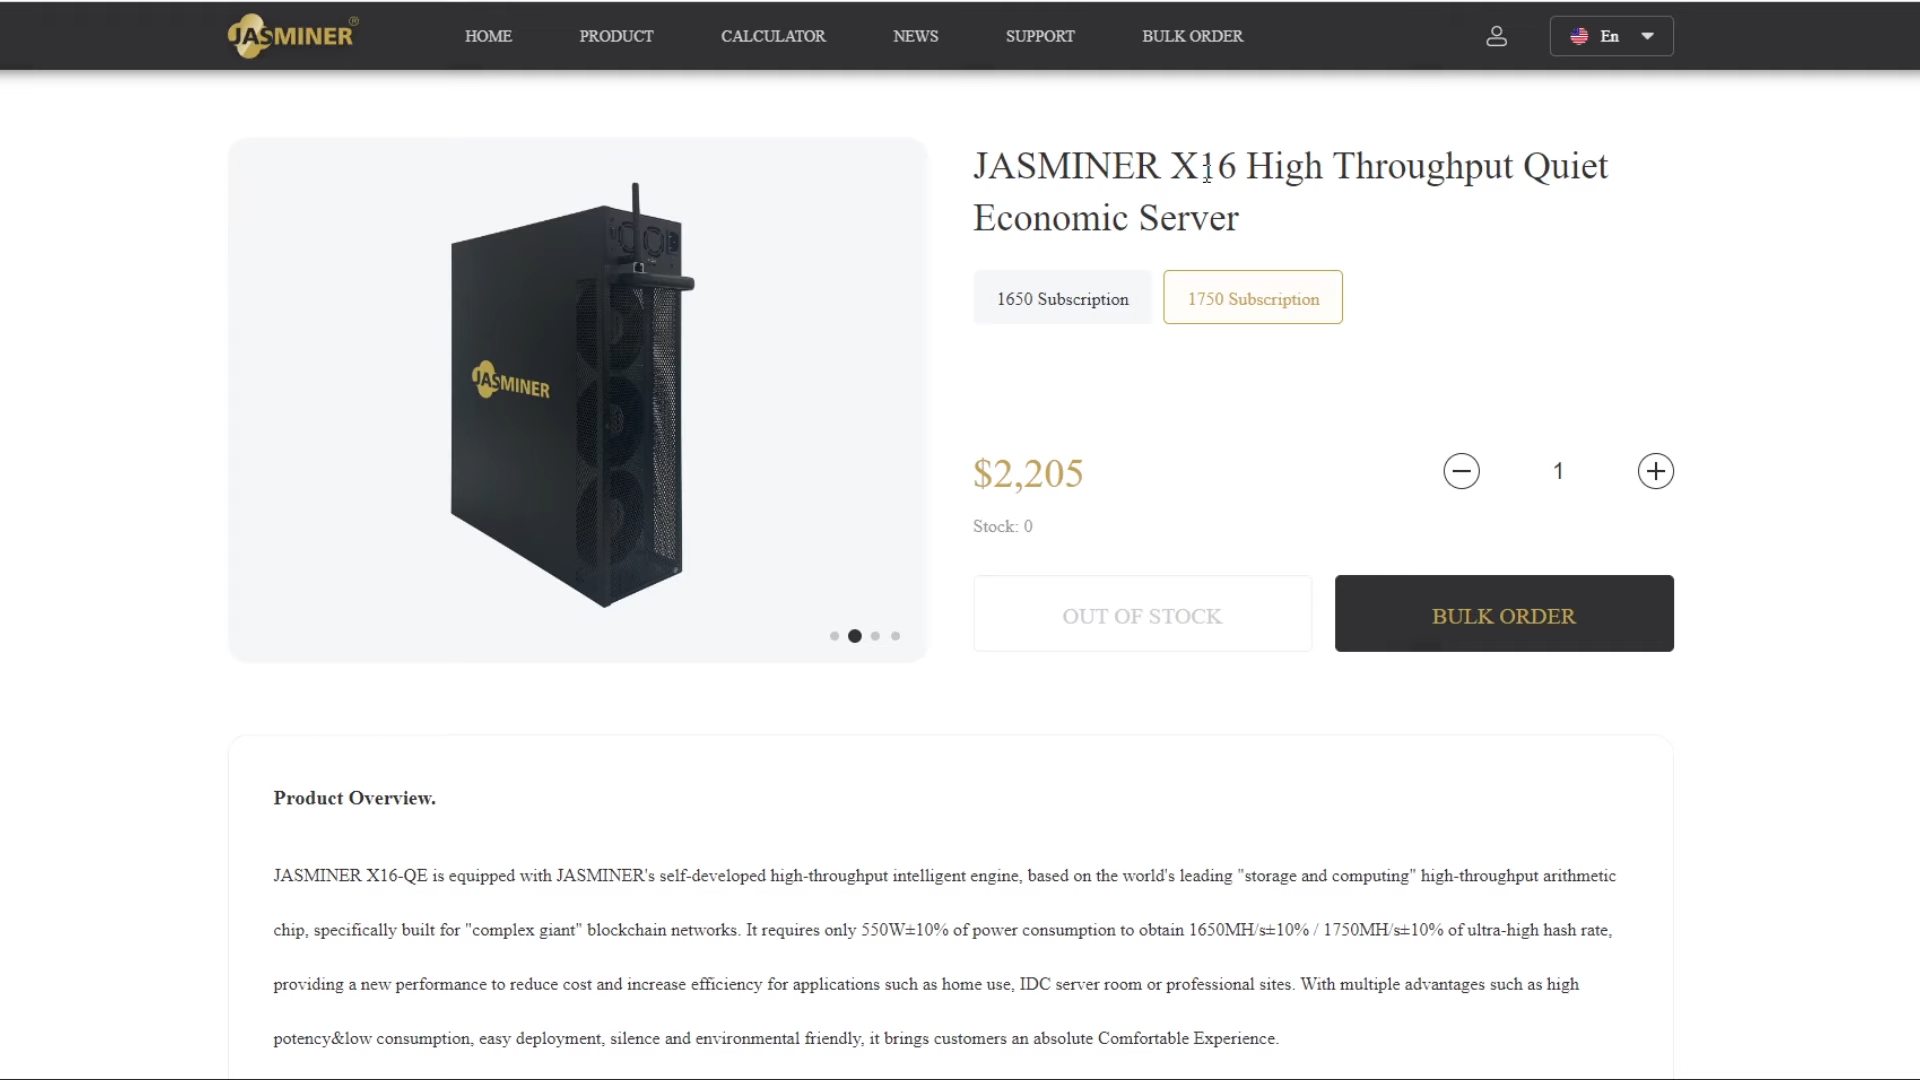 JASMINER®
HOME
PRODUCT
CALCULATOR
NEWS
SUPPORT
BULK ORDER
En
JASMINER
JASMINER X16 High Throughput Quiet
Economic Server
1650 Subscription
1750 Subscription
$2,205
1
Stock: 0
OUT OF STOCK
BULK ORDER
Product Overview.
JASMINER X16-QE is equipped with JASMINER's self-developed high-throughput intelligent engine, based on the world's leading "storage and computing" high-throughput arithmetic
chip, specifically built for "complex giant" blockchain networks. It requires only 550W±10% of power consumption to obtain 1650MH/s±10% / 1750MH/s±10% of ultra-high hash rate,
providing a new performance to reduce cost and increase efficiency for applications such as home use, IDC server room or professional sites. With multiple advantages such as high
potency&low consumption, easy deployment, silence and environmental friendly, it brings customers an absolute Comfortable Experience.